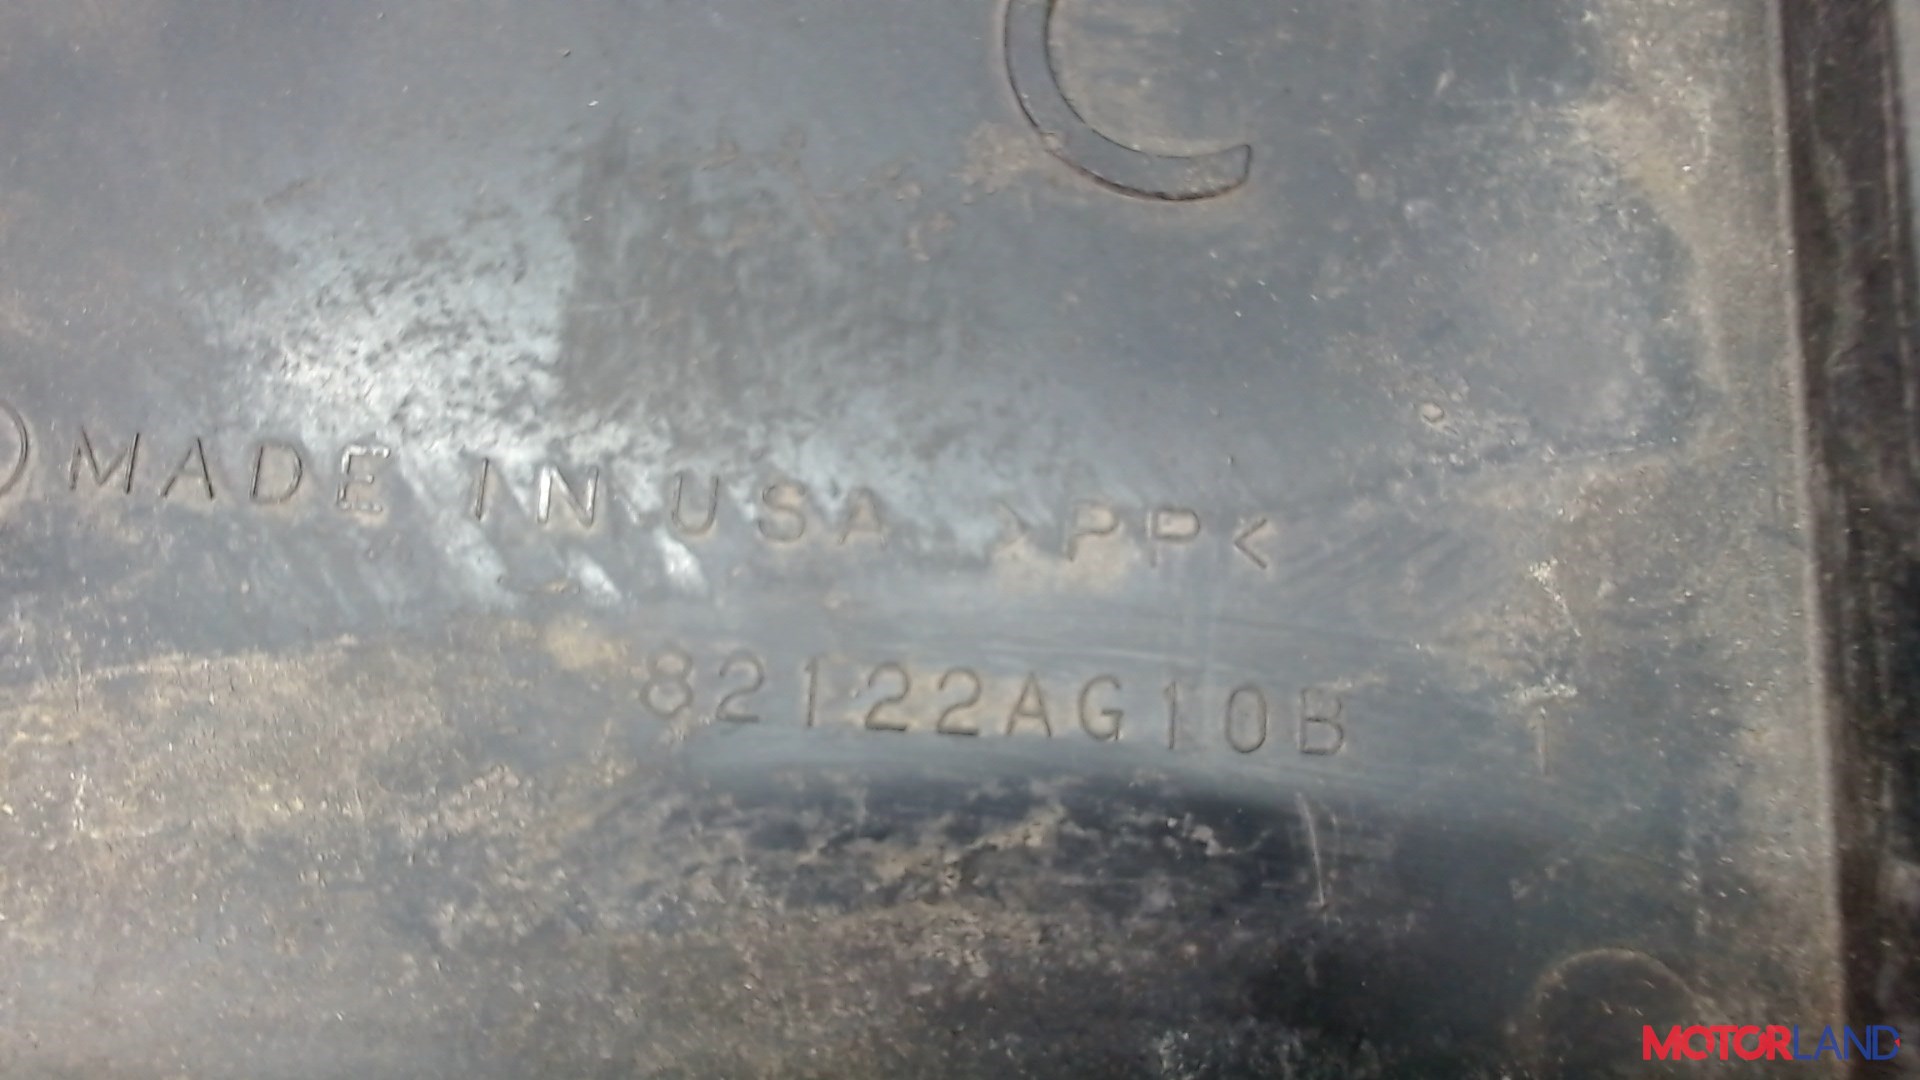 MADE IN USA >PP<
82122AG10B
MOTORLAND